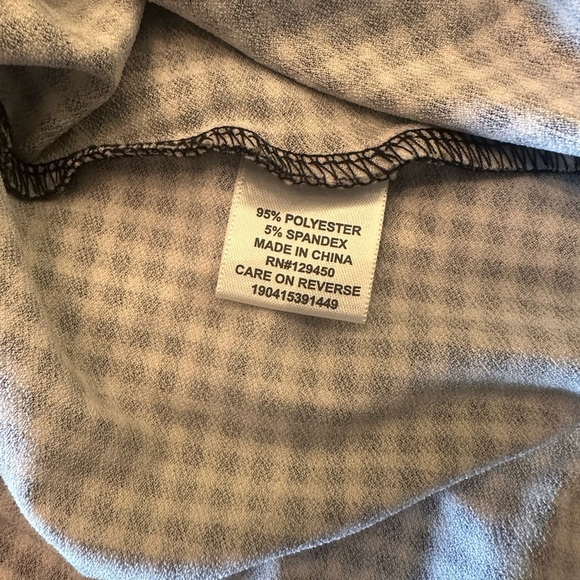 95% POLYESTER
5% SPANDEX
MADE IN CHINA
RN#129450
CARE ON REVERSE
190415391449